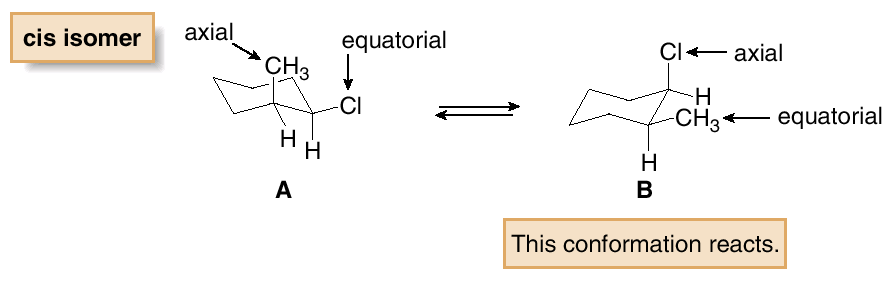 cis isomer
axial
CH3
equatorial
Cl
H
H
A
Cl
axial
H
CH3
equatorial
H
B
This conformation reacts.